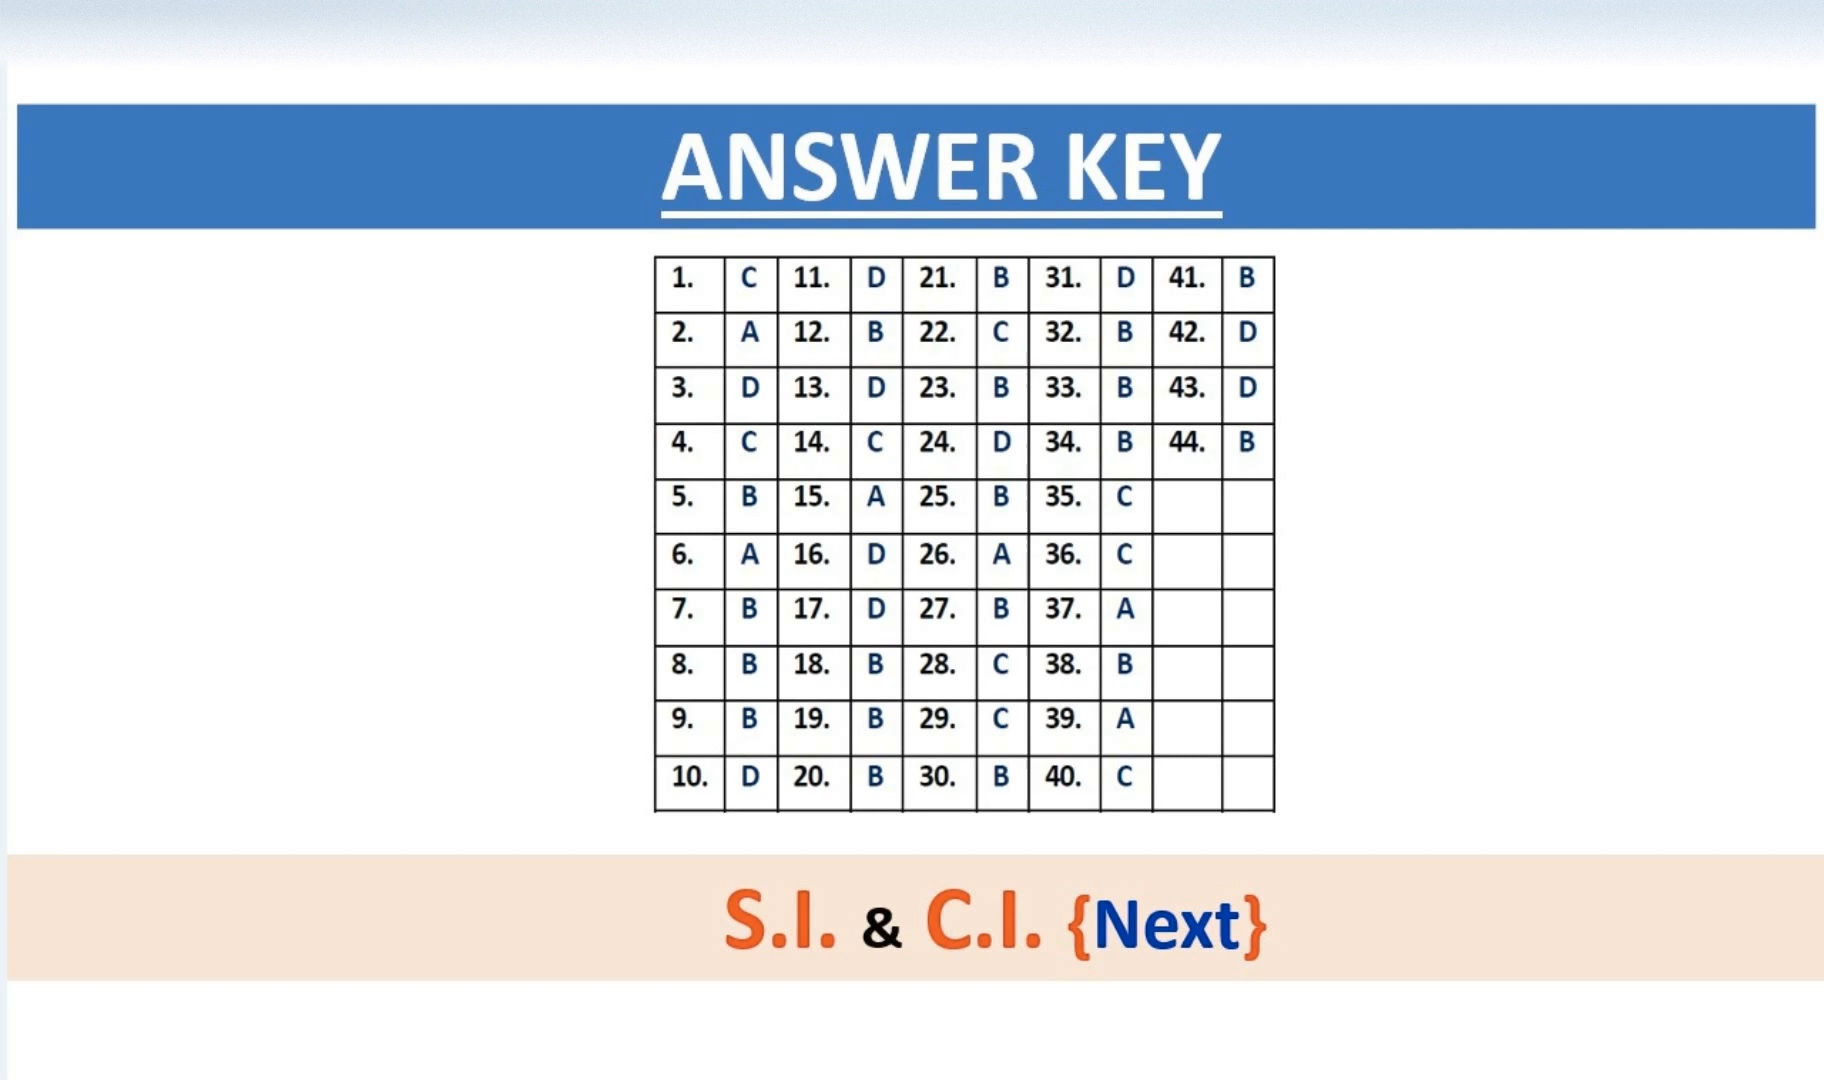 ANSWER KEY
1. C 11. D 21. B 31. D 41. B
2. A 12. B 22. C 32. B 42. D
3. D 13. D 23. B 33. B 43. D
4. C 14. C 24. D 34. B 44. B
5. B 15. A 25. B 35. C
6. A 16. D 26. A 36. C
7. B 17. D 27. B 37. A
8. B 18. B 28. C 38. B
9. B 19. B 29. C 39. A
10. D 20. B 30. B 40. C
S.I. & C.I. {Next}